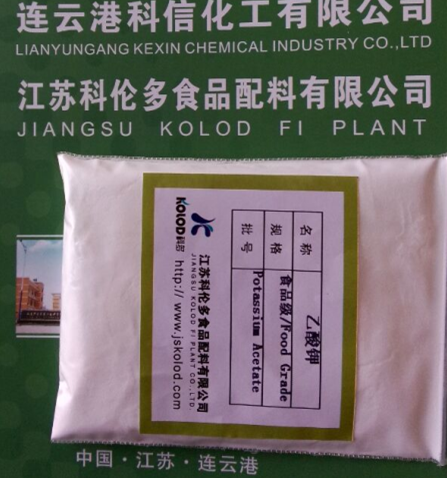 连云港科信化工有限公司
LIANYUNGANG KEXIN CHEMICAL INDUSTRY CO.,LTD
江苏科伦多食品配料有限公司
JIANGSU KOLOD FI PLANT
名称 乙酸钾
规格 食品级/Food Grade
批号 Potassium Acetate
KOLOD
江苏科伦多食品配料有限公司
JIANGSU KOLOD FI PLANT CO.,LTD
http://www.jskolod.com
中国·江苏·连云港